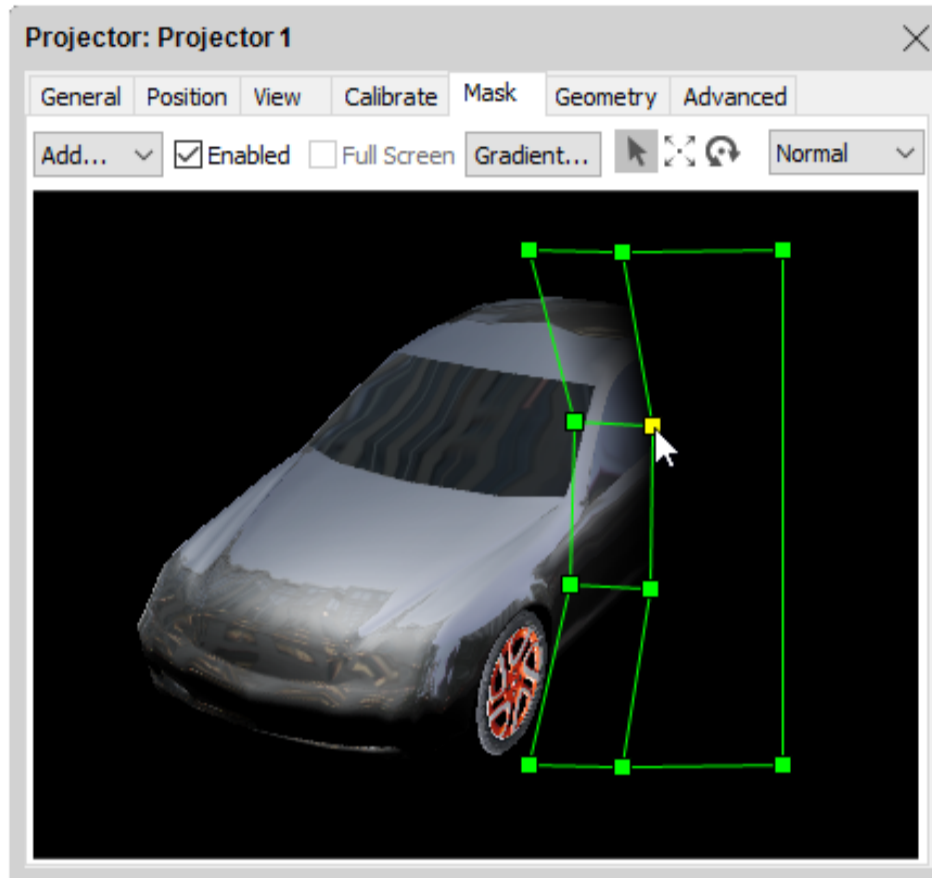 Projector: Projector 1
General Position View Calibrate Mask Geometry Advanced
Add... Enabled Full Screen Gradient... Normal